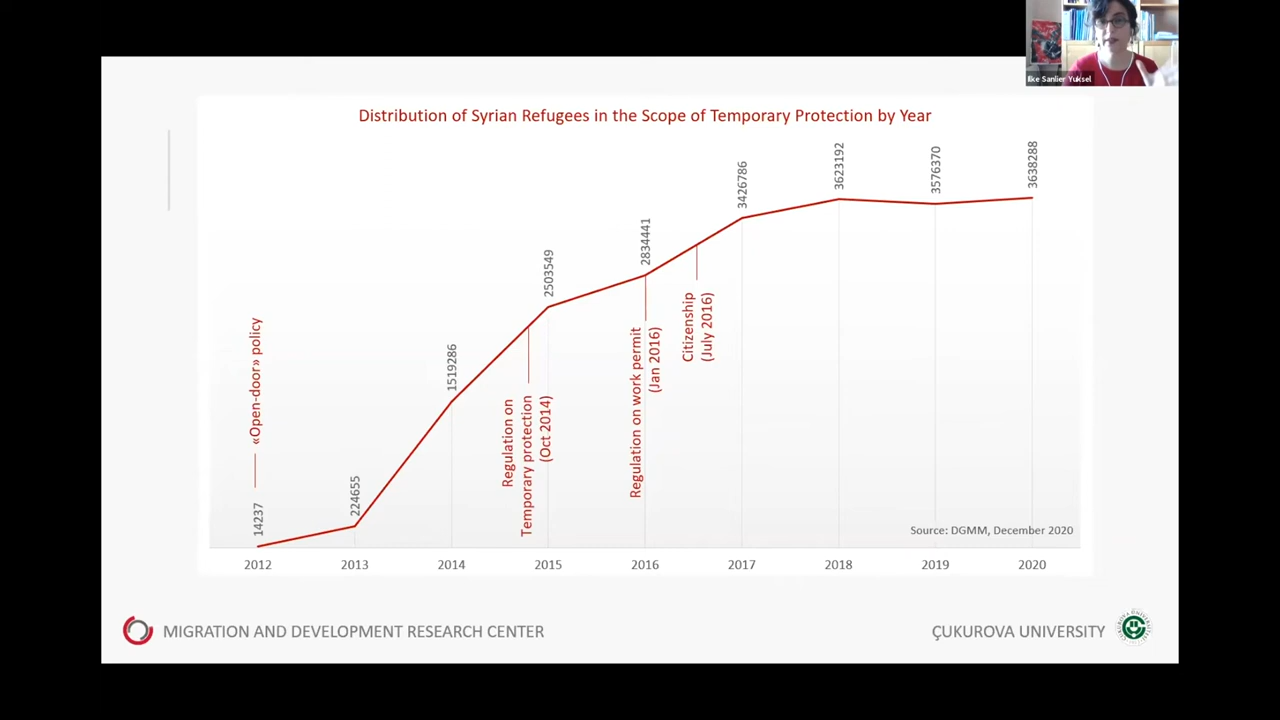 Ilke Sanlier Yuksel
Distribution of Syrian Refugees in the Scope of Temporary Protection by Year
14237
224655
1519286
2503549
2834441
3426786
3623192
3576370
3638288
«Open-door» policy
Regulation on
Temporary protection
(Oct 2014)
Regulation on work permit
(Jan 2016)
Citizenship
(July 2016)
Source: DGMM, December 2020
2012
2013
2014
2015
2016
2017
2018
2019
2020
MIGRATION AND DEVELOPMENT RESEARCH CENTER
ÇUKUROVA UNIVERSITY